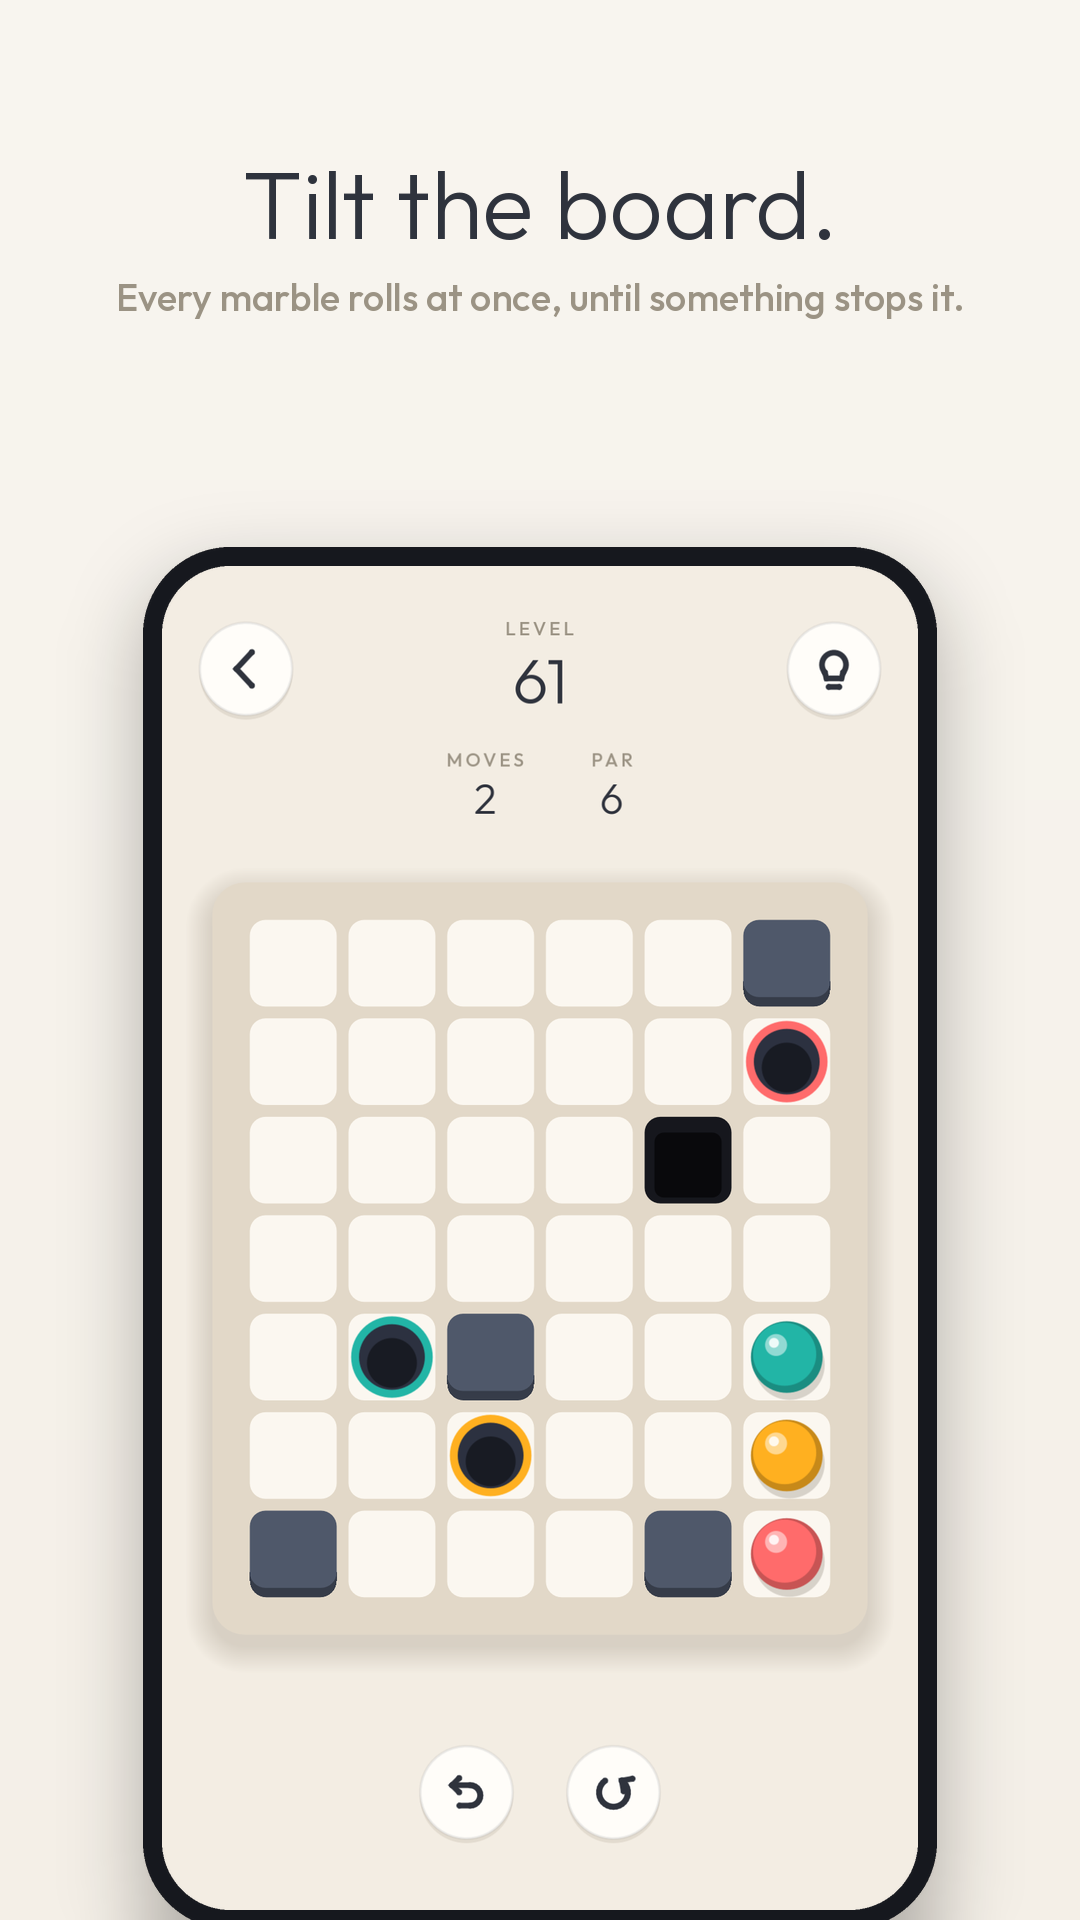 Tilt the board.
Every marble rolls at once, until something stops it.
LEVEL
61
MOVES PAR
2 6